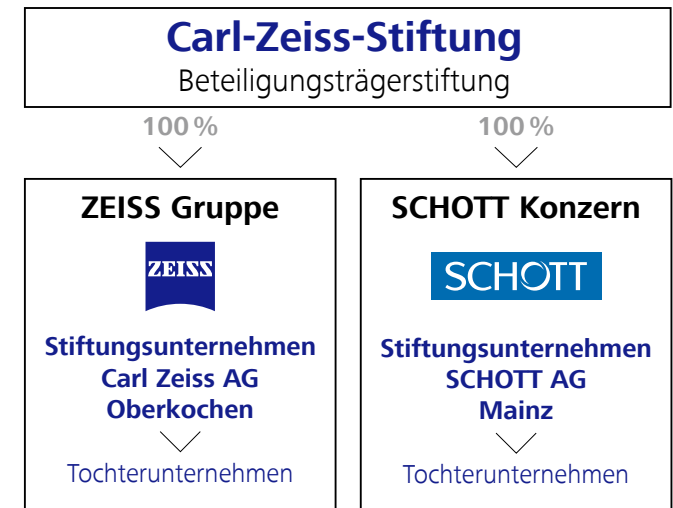 Carl-Zeiss-Stiftung
Beteiligungsträgerstiftung
100 %
100 %
ZEISS Gruppe
ZEISS
Stiftungsunternehmen
Carl Zeiss AG
Oberkochen
Tochterunternehmen
SCHOTT Konzern
SCHOTT
Stiftungsunternehmen
SCHOTT AG
Mainz
Tochterunternehmen